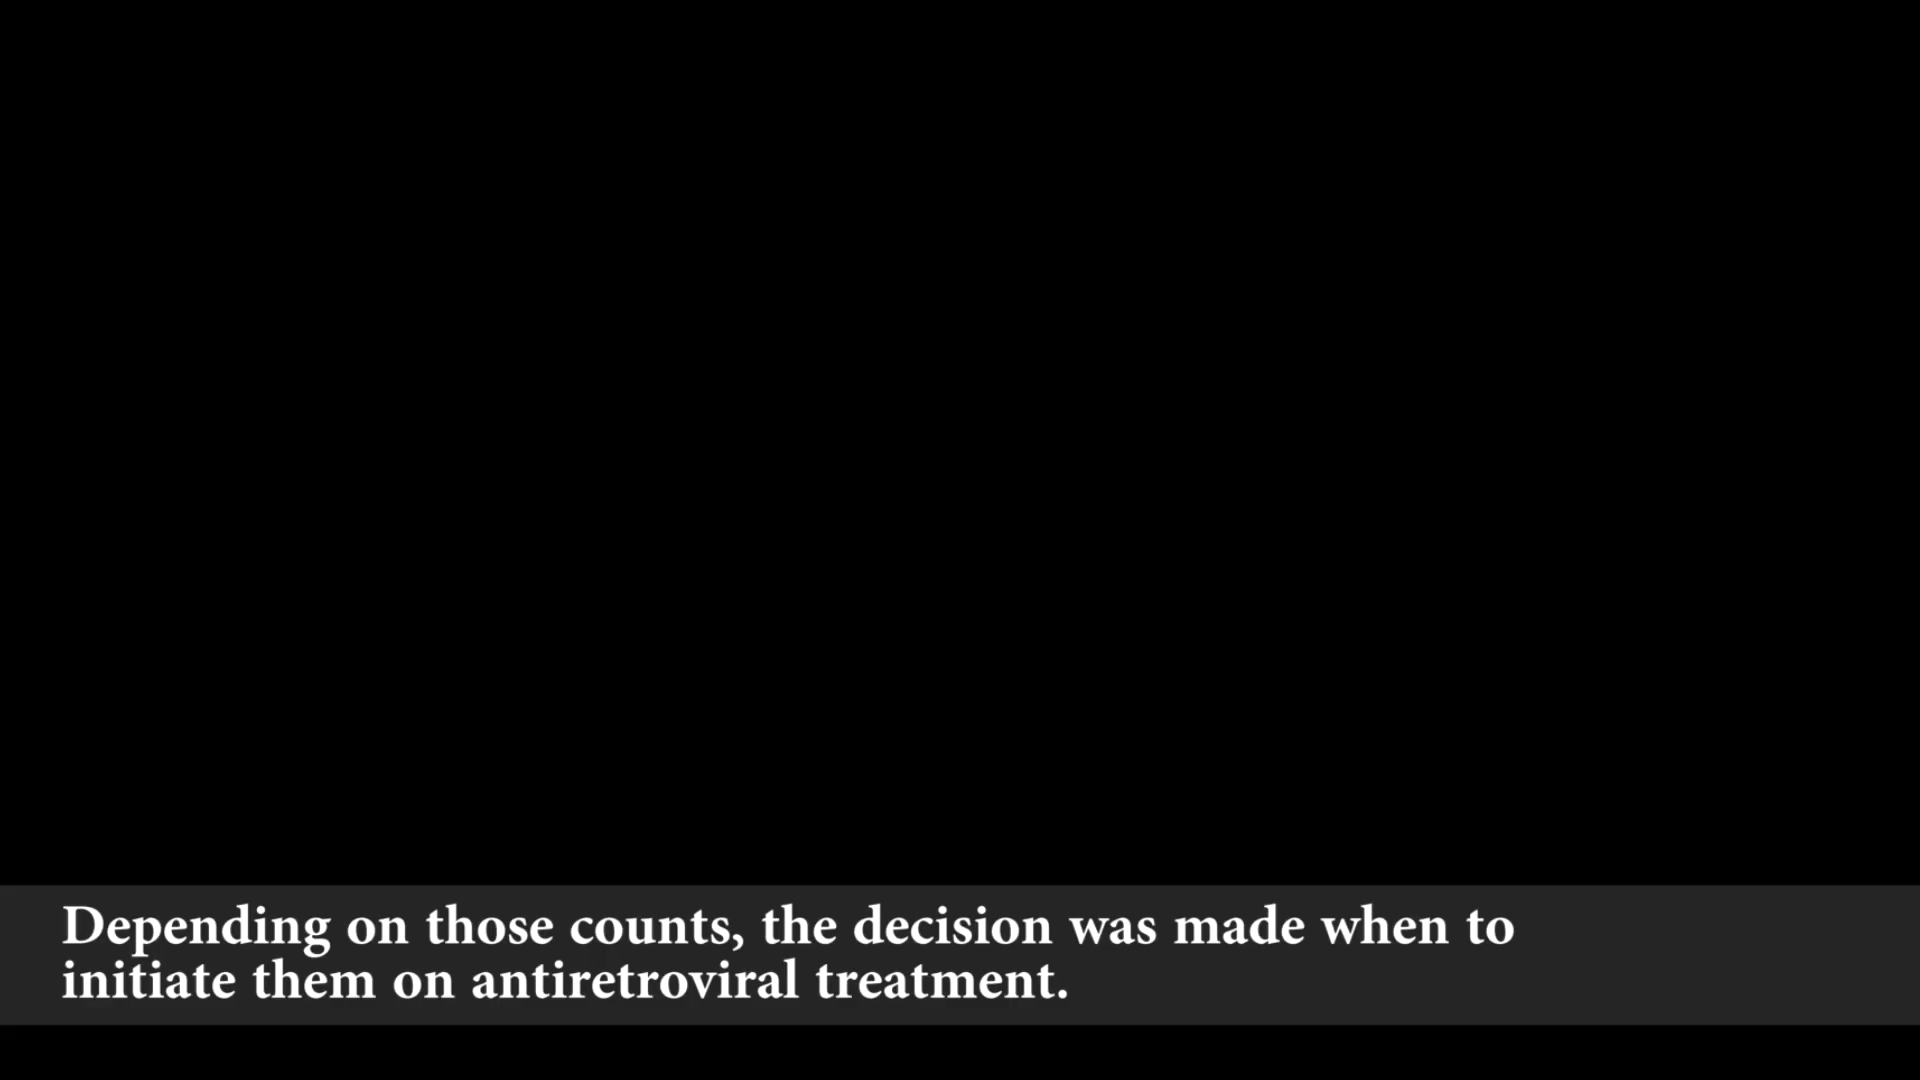 Depending on those counts, the decision was made when to
initiate them on antiretroviral treatment.